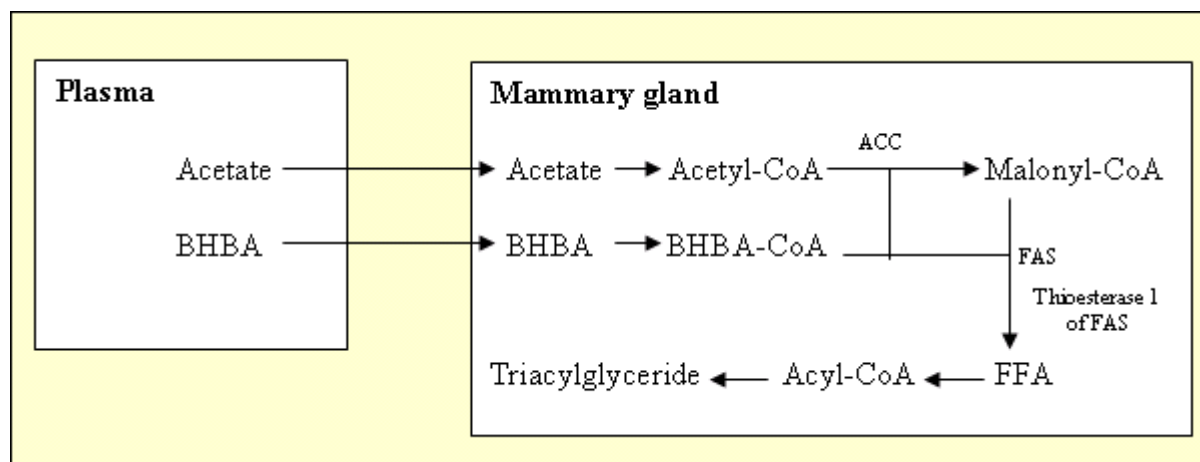 Plasma
Mammary gland
ACC
Acetate
Acetate
Acetyl-CoA
Malonyl-CoA
BHBA
BHBA
BHBA-CoA
FAS
Thioesterase 1
of FAS
Triacylglyceride
Acyl-CoA
FFA